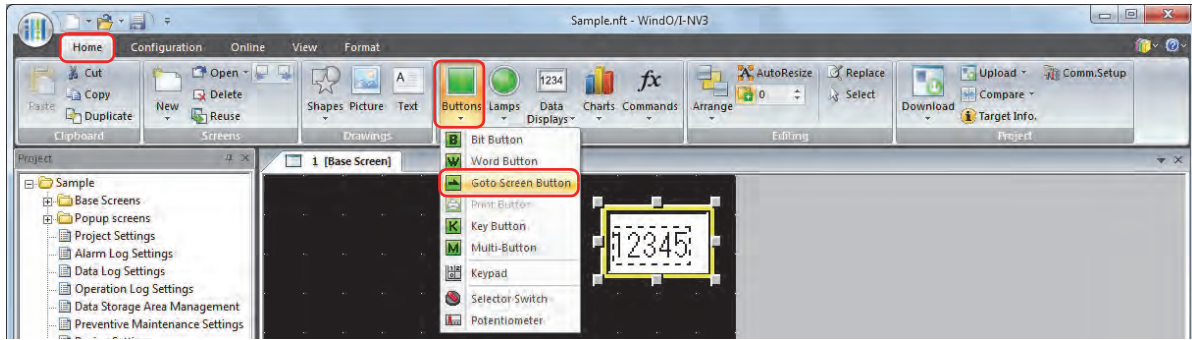 Sample.nft - WindO/I-NV3
Home Configuration Online View Format
Cut
Copy
Paste
Duplicate
Clipboard
New
Open
Delete
Reuse
Screens
Shapes Picture Text
A
Drawings
Buttons Lamps Data Displays Charts Commands
1234
fx
Arrange
AutoResize
0
Replace
Select
Editing
Download
Upload
Compare
Target Info.
Comm.Setup
Project
Project
1 [Base Screen]
Sample
Base Screens
Popup screens
Project Settings
Alarm Log Settings
Data Log Settings
Operation Log Settings
Data Storage Area Management
Preventive Maintenance Settings
B Bit Button
W Word Button
Goto Screen Button
Print Button
K Key Button
M Multi-Button
Keypad
Selector Switch
Potentiometer
12345